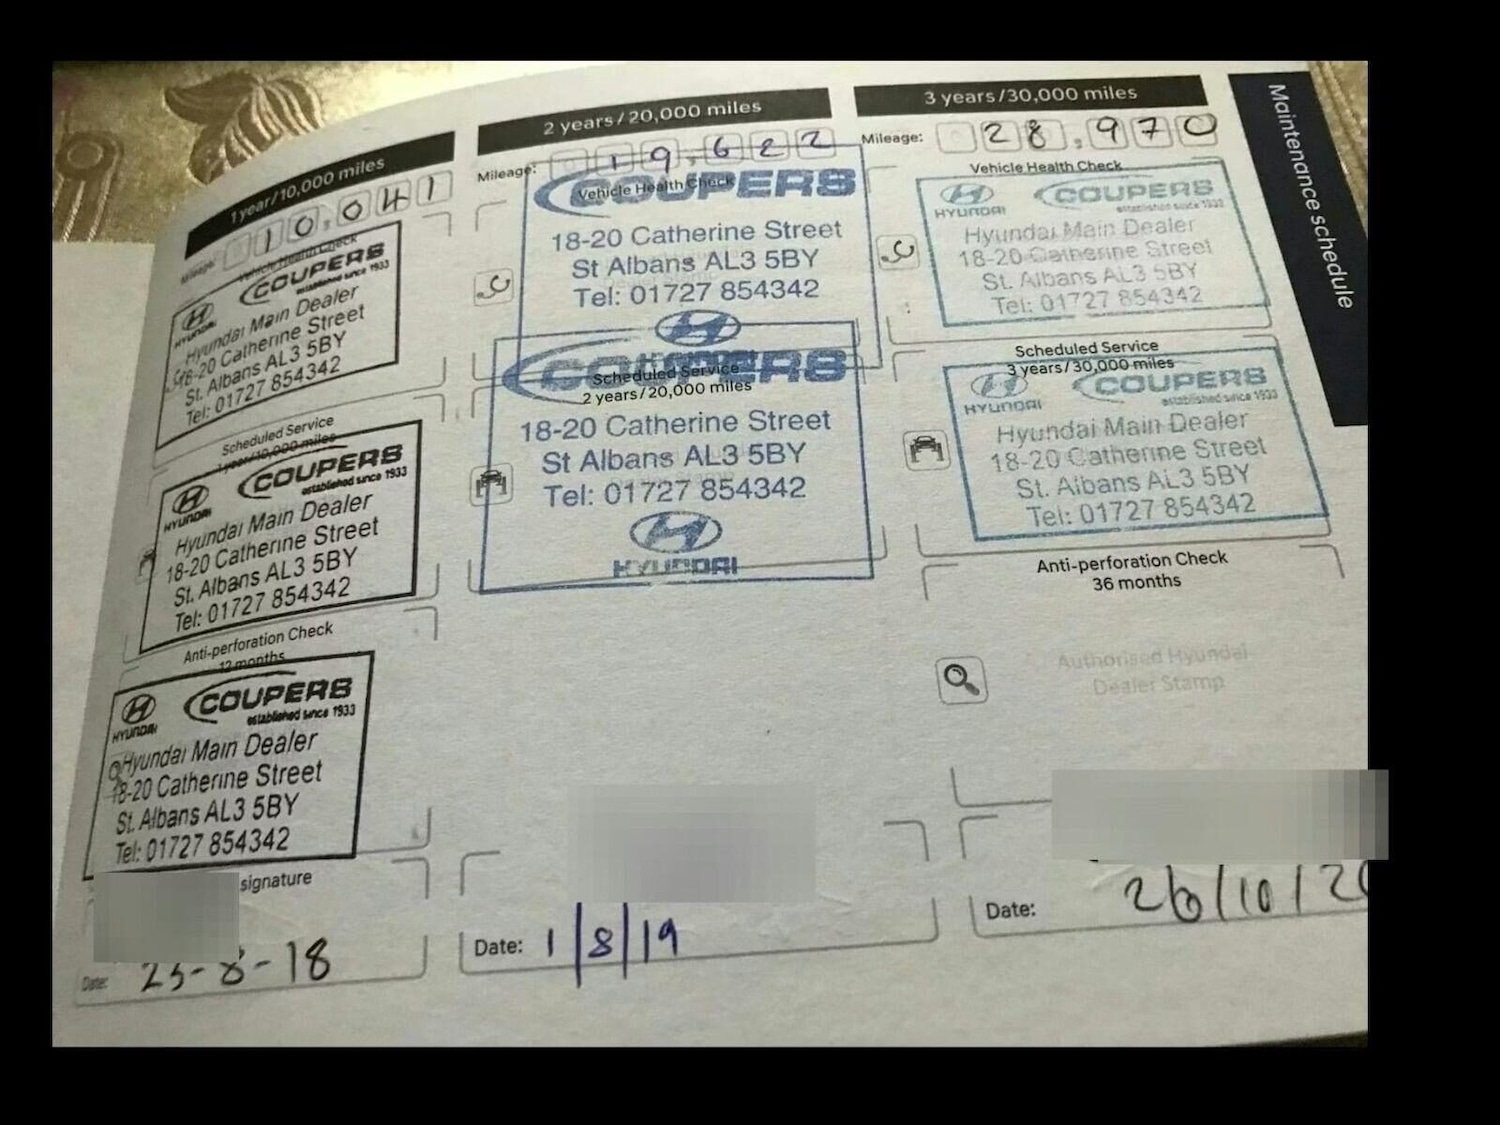 1 year/10,000 miles
Mileage: 10,041
Vehicle Health Check
COUPERS
established since 1933
HYUNDAI
Hyundai Main Dealer
18-20 Catherine Street
St. Albans AL3 5BY
Tel: 01727 854342
Scheduled Service
1 year/10,000 miles
COUPERS
established since 1933
HYUNDAI
Hyundai Main Dealer
18-20 Catherine Street
St. Albans AL3 5BY
Tel: 01727 854342
Anti-perforation Check
12 months
COUPERS
established since 1933
HYUNDAI
Hyundai Main Dealer
18-20 Catherine Street
St. Albans AL3 5BY
Tel: 01727 854342
signature
Date: 23-8-18
2 years/20,000 miles
Mileage: 019,622
Vehicle Health Check
COUPERS
18-20 Catherine Street
St Albans AL3 5BY
Tel: 01727 854342
HYUNDAI
COUPERS
Scheduled Service
2 years/20,000 miles
18-20 Catherine Street
St Albans AL3 5BY
Tel: 01727 854342
HYUNDAI
Date: 1/8/19
3 years/30,000 miles
Mileage: 28,970
Vehicle Health Check
HYUNDAI
COUPERS
established since 1933
Hyundai Main Dealer
18-20 Catherine Street
St. Albans AL3 5BY
Tel: 01727 854342
Scheduled Service
3 years/30,000 miles
HYUNDAI
COUPERS
established since 1933
Hyundai Main Dealer
18-20 Catherine Street
St. Albans AL3 5BY
Tel: 01727 854342
Anti-perforation Check
36 months
Authorised Hyundai
Dealer Stamp
Date: 26/10/20
Maintenance schedule